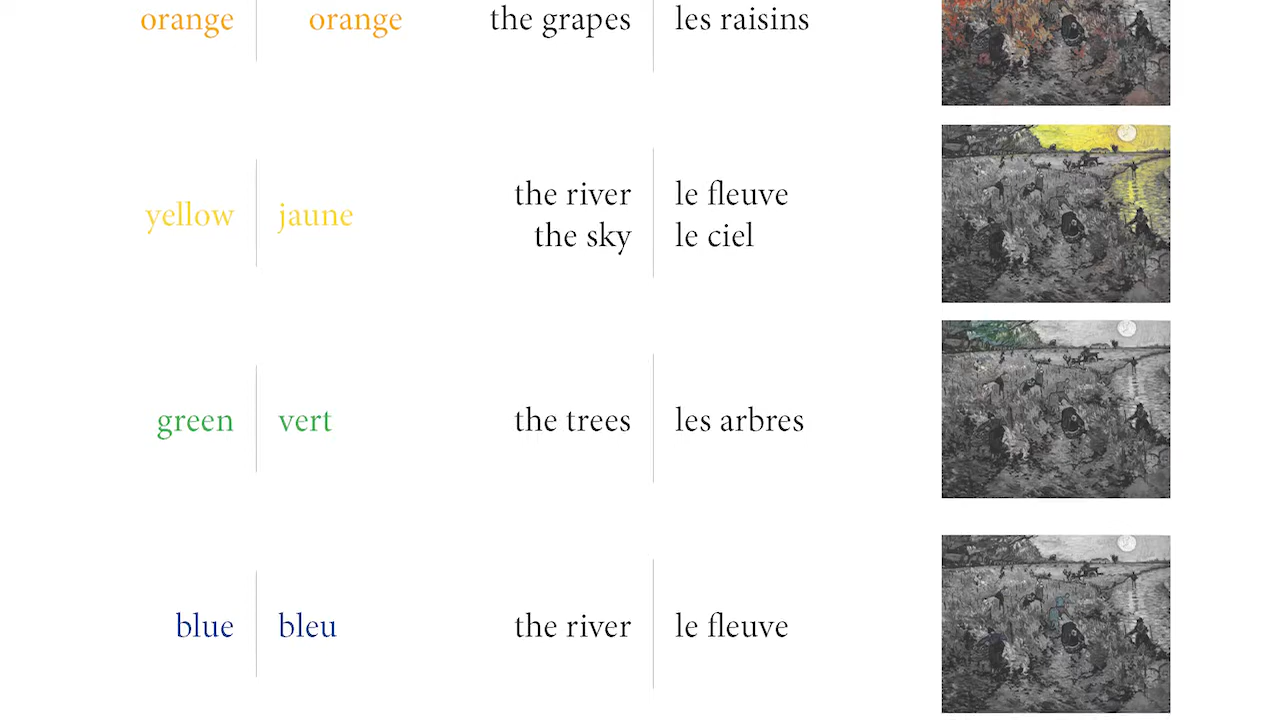 orange orange the grapes les raisins
the river le fleuve
yellow jaune
the sky le ciel
green vert the trees les arbres
blue bleu the river le fleuve